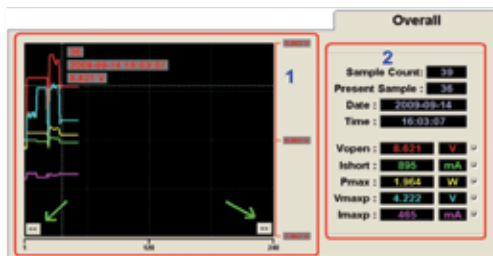 Overall
36
2009-09-14 16:03:07
8.621 V
1
2
Sample Count: 39
Present Sample : 36
Date : 2009-09-14
Time : 16:03:07
Vopen : 8.621 V
Ishort : 895 mA
Pmax : 1.964 W
Vmaxp : 4.222 V
Imaxp : 465 mA
<< >>
1 120 240